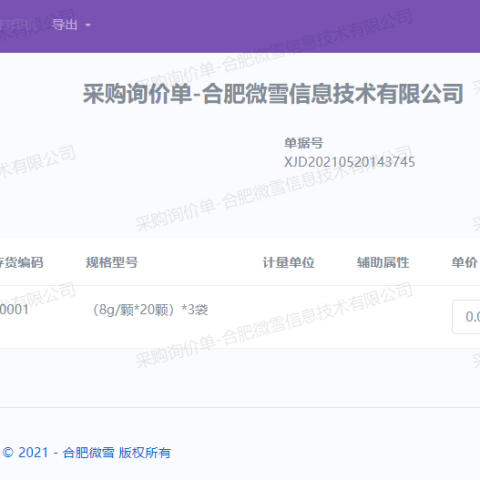 导出
采购询价单-合肥微雪信息技术有限公司
单据号
XJD20210520143745
存货编码 规格型号 计量单位 辅助属性 单价
0001 （8g/颗*20颗）*3袋 0.0
© 2021 - 合肥微雪 版权所有
采购询价单-合肥微雪信息技术有限公司
采购询价单-合肥微雪信息技术有限公司
采购询价单-合肥微雪信息技术有限公司
技术有限公司
技术有限公司